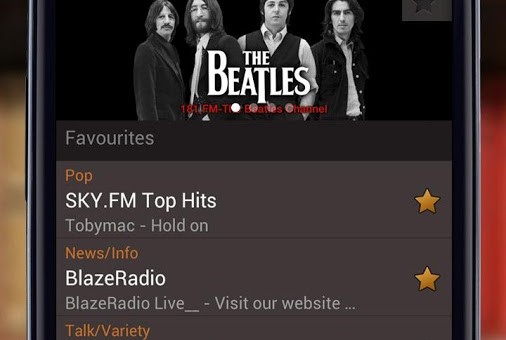 THE
BEATLES
181.FM-The Beatles Channel
Favourites
Pop
SKY.FM Top Hits
Tobymac - Hold on
News/Info
BlazeRadio
BlazeRadio Live__ - Visit our website ...
Talk/Variety